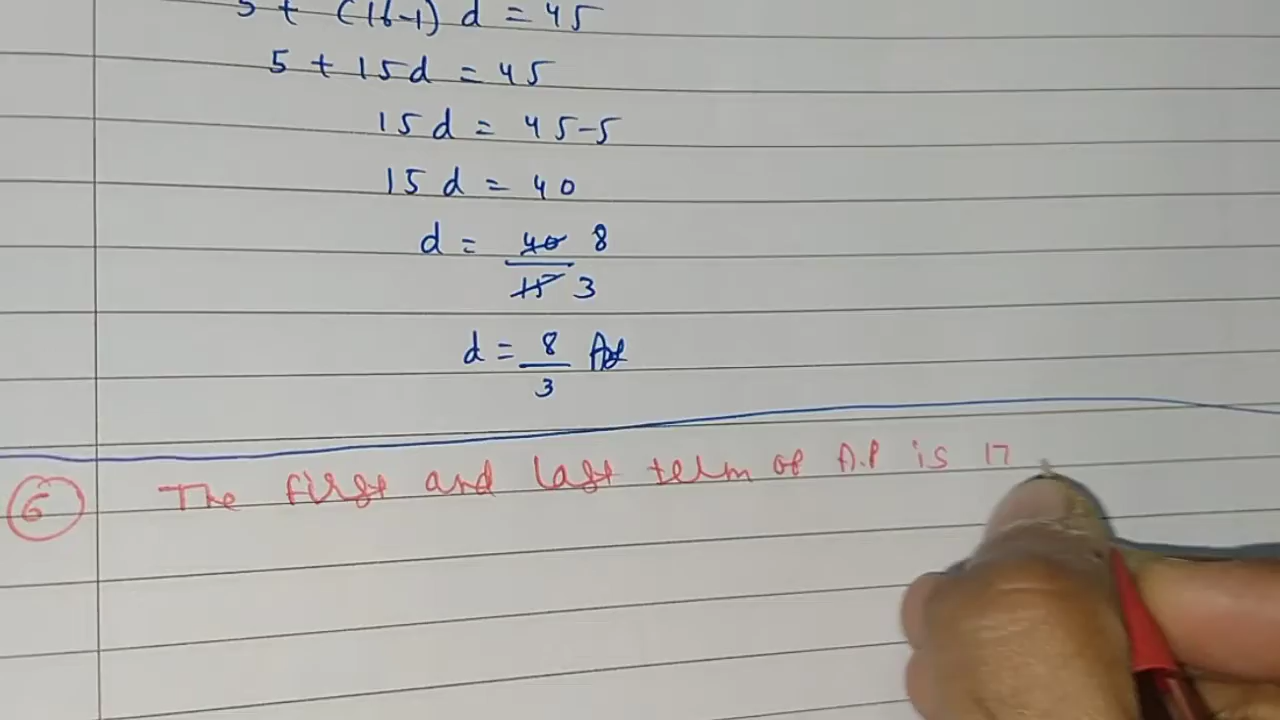 5 + (16-1) d = 45
5 + 15d = 45
15d = 45-5
15d = 40
d = 40 8
15 3
d = 8 Ans
3
6 The first and last term of A.P is 17